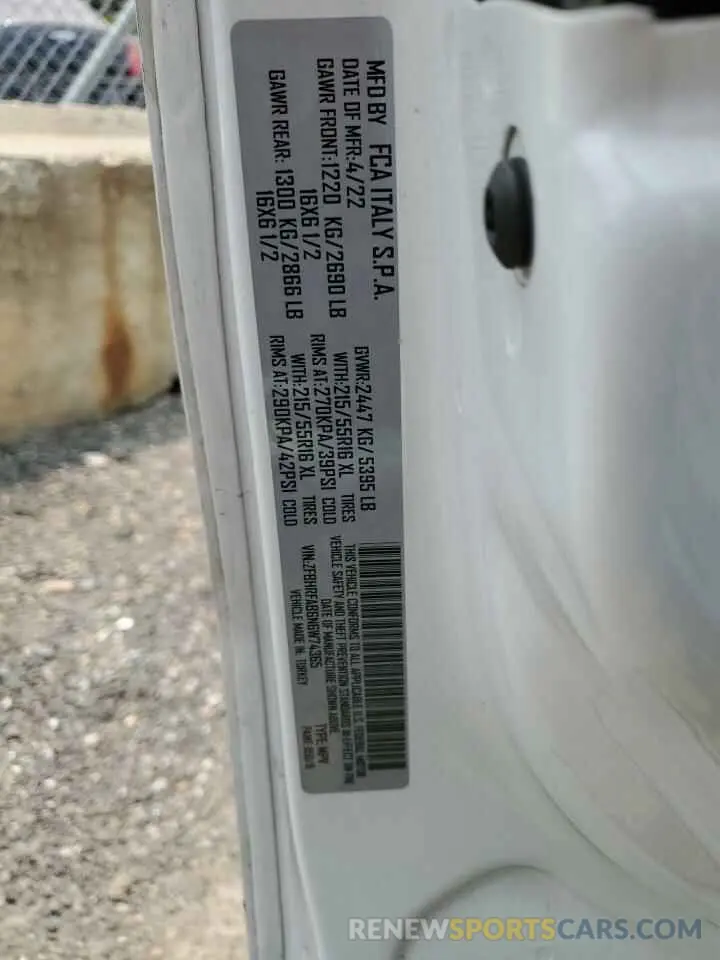 MFD BY FCA ITALY S.P.A.
DATE OF MFR:4/22 GVWR:2447 KG/5395 LB
GAWR FRONT:1220 KG/2690 LB WITH:215/55R16 XL TIRES
16X6 1/2 RIMS AT:270KPA/39PSI COLD
GAWR REAR: 1300 KG/2866 LB WITH:215/55R16 XL TIRES
16X6 1/2 RIMS AT:290KPA/42PSI COLD
THIS VEHICLE CONFORMS TO ALL APPLICABLE U.S. FEDERAL MOTOR
VEHICLE SAFETY AND THEFT PREVENTION STANDARDS IN EFFECT ON THE
DATE OF MANUFACTURE SHOWN ABOVE.
TYPE: MPV
VEHICLE MADE IN: TURKEY
RENEWSPORTSCARS.COM